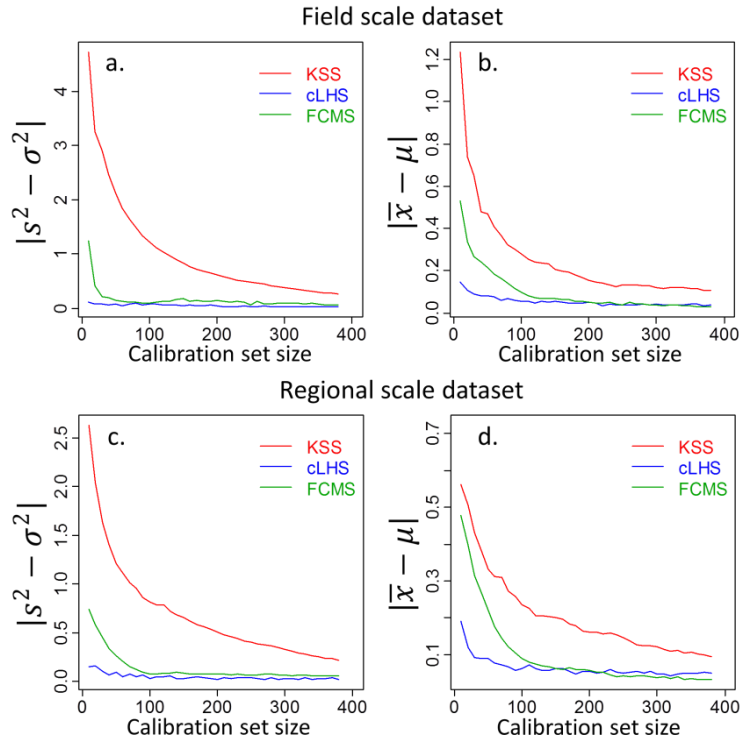 Field scale dataset
a.
KSS
cLHS
FCMS
|s² − σ²|
4
3
2
1
0
0 100 200 300 400
Calibration set size
b.
KSS
cLHS
FCMS
|x̅ − μ|
1.2
1.0
0.8
0.6
0.4
0.2
0.0
0 100 200 300 400
Calibration set size
Regional scale dataset
c.
KSS
cLHS
FCMS
|s² − σ²|
2.5
2.0
1.5
1.0
0.5
0.0
0 100 200 300 400
Calibration set size
d.
KSS
cLHS
FCMS
|x̅ − μ|
0.7
0.5
0.3
0.1
0 100 200 300 400
Calibration set size